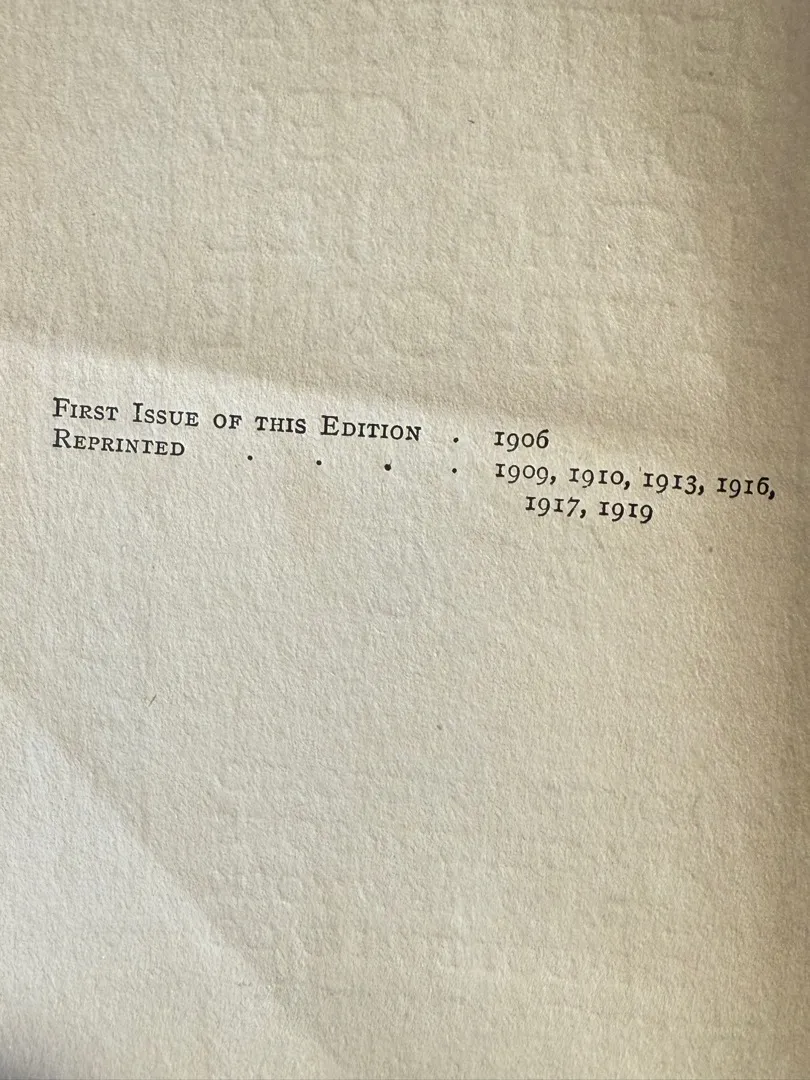 First Issue of this Edition . 1906
Reprinted . . . . 1909, 1910, 1913, 1916,
1917, 1919